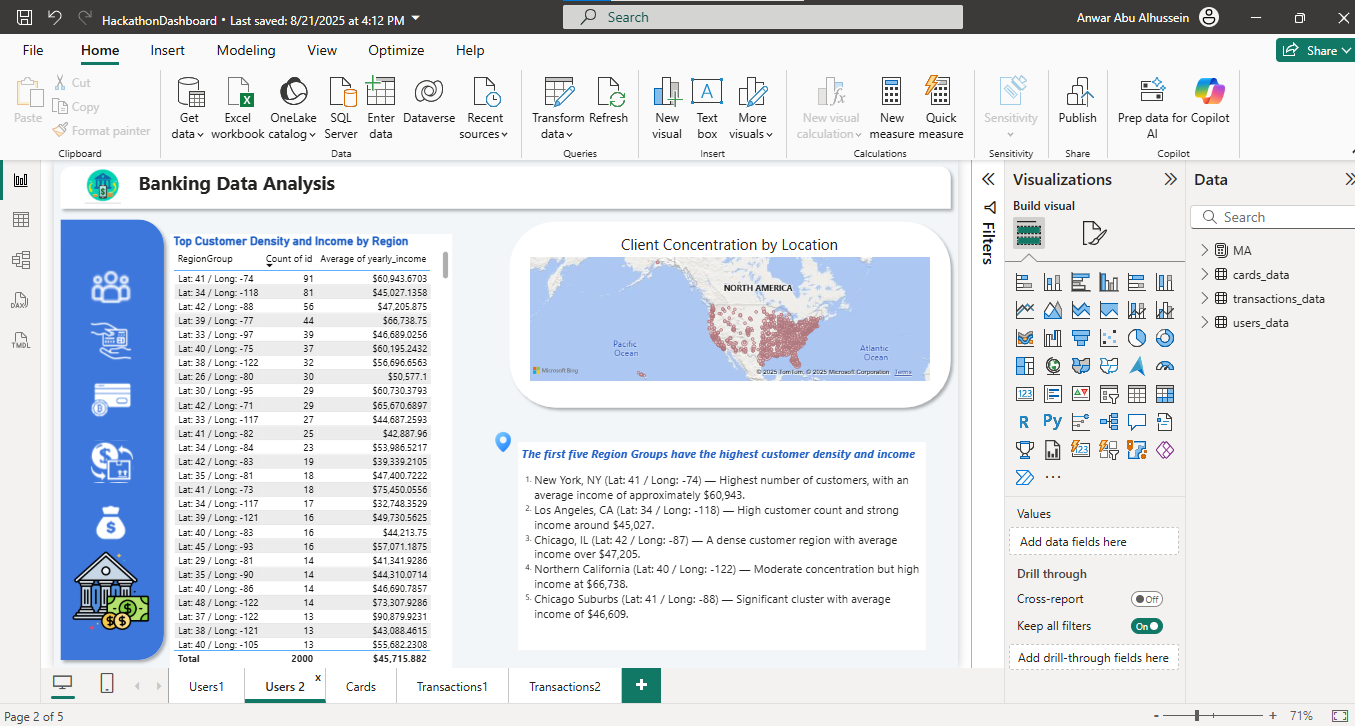 HackathonDashboard • Last saved: 8/21/2025 at 4:12 PM
Search
Anwar Abu Alhussein
File Home Insert Modeling View Optimize Help
Share
Paste
Cut
Copy
Format painter
Clipboard
Get data
Excel workbook
OneLake catalog
SQL Server
Enter data
Dataverse
Recent sources
Data
Transform data
Refresh
Queries
New visual
Text box
More visuals
Insert
New visual calculation
New measure
Quick measure
Calculations
Sensitivity
Sensitivity
Publish
Share
Prep data for AI
Copilot
Copilot
Banking Data Analysis
Top Customer Density and Income by Region
RegionGroup Count of id Average of yearly_income
Lat: 41 / Long: -74 91 $60,943.6703
Lat: 34 / Long: -118 81 $45,027.1358
Lat: 42 / Long: -88 56 $47,205.875
Lat: 39 / Long: -77 44 $66,738.75
Lat: 33 / Long: -97 39 $46,689.0256
Lat: 40 / Long: -75 37 $60,195.2432
Lat: 38 / Long: -122 32 $56,696.6563
Lat: 26 / Long: -80 30 $50,577.1
Lat: 30 / Long: -95 29 $60,730.3793
Lat: 42 / Long: -71 29 $65,670.6897
Lat: 33 / Long: -117 27 $44,687.2593
Lat: 41 / Long: -82 25 $42,887.96
Lat: 34 / Long: -84 23 $53,986.5217
Lat: 42 / Long: -83 19 $39,339.2105
Lat: 35 / Long: -81 18 $47,400.7222
Lat: 41 / Long: -73 18 $75,450.0556
Lat: 34 / Long: -117 17 $32,748.3529
Lat: 39 / Long: -121 16 $49,730.5625
Lat: 40 / Long: -83 16 $44,213.75
Lat: 45 / Long: -93 16 $57,071.1875
Lat: 29 / Long: -81 14 $41,341.9286
Lat: 35 / Long: -90 14 $44,310.0714
Lat: 40 / Long: -86 14 $46,690.7857
Lat: 48 / Long: -122 14 $73,307.9286
Lat: 37 / Long: -122 13 $90,879.9231
Lat: 38 / Long: -121 13 $43,088.4615
Lat: 40 / Long: -105 13 $55,682.2308
Total 2000 $45,715.882
Client Concentration by Location
NORTH AMERICA
Pacific
Ocean
Atlantic
Ocean
Microsoft Bing
© 2025 TomTom, © 2025 Microsoft Corporation Terms
The first five Region Groups have the highest customer density and income
1. New York, NY (Lat: 41 / Long: -74) — Highest number of customers, with an
average income of approximately $60,943.
2. Los Angeles, CA (Lat: 34 / Long: -118) — High customer count and strong
income around $45,027.
3. Chicago, IL (Lat: 42 / Long: -87) — A dense customer region with average
income over $47,205.
4. Northern California (Lat: 40 / Long: -122) — Moderate concentration but high
income at $66,738.
5. Chicago Suburbs (Lat: 41 / Long: -88) — Significant cluster with average
income of $46,609.
Filters
Visualizations
Build visual
123
R Py
123
Values
Add data fields here
Drill through
Cross-report Off
Keep all filters On
Add drill-through fields here
Data
Search
MA
cards_data
transactions_data
users_data
DAX
TMDL
Users1 Users 2 x Cards Transactions1 Transactions2 +
Page 2 of 5
- + 71%